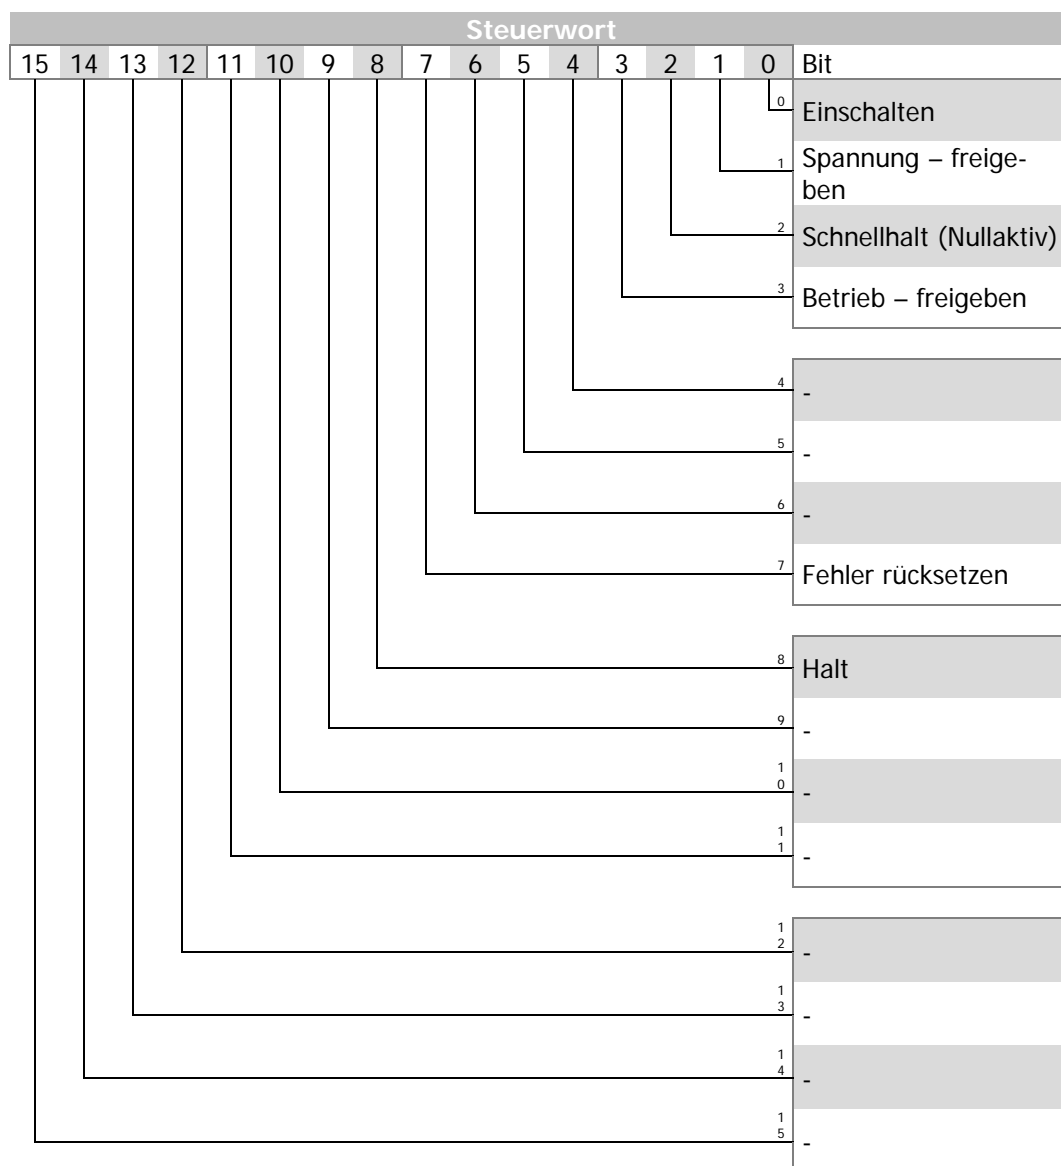 Steuerwort
15 14 13 12 11 10 9 8 7 6 5 4 3 2 1 0 Bit
0 Einschalten
1 Spannung – freige-
ben
2 Schnellhalt (Nullaktiv)
3 Betrieb – freigeben
4 -
5 -
6 -
7 Fehler rücksetzen
8 Halt
9 -
1
0 -
1
1 -
1
2 -
1
3 -
1
4 -
1
5 -